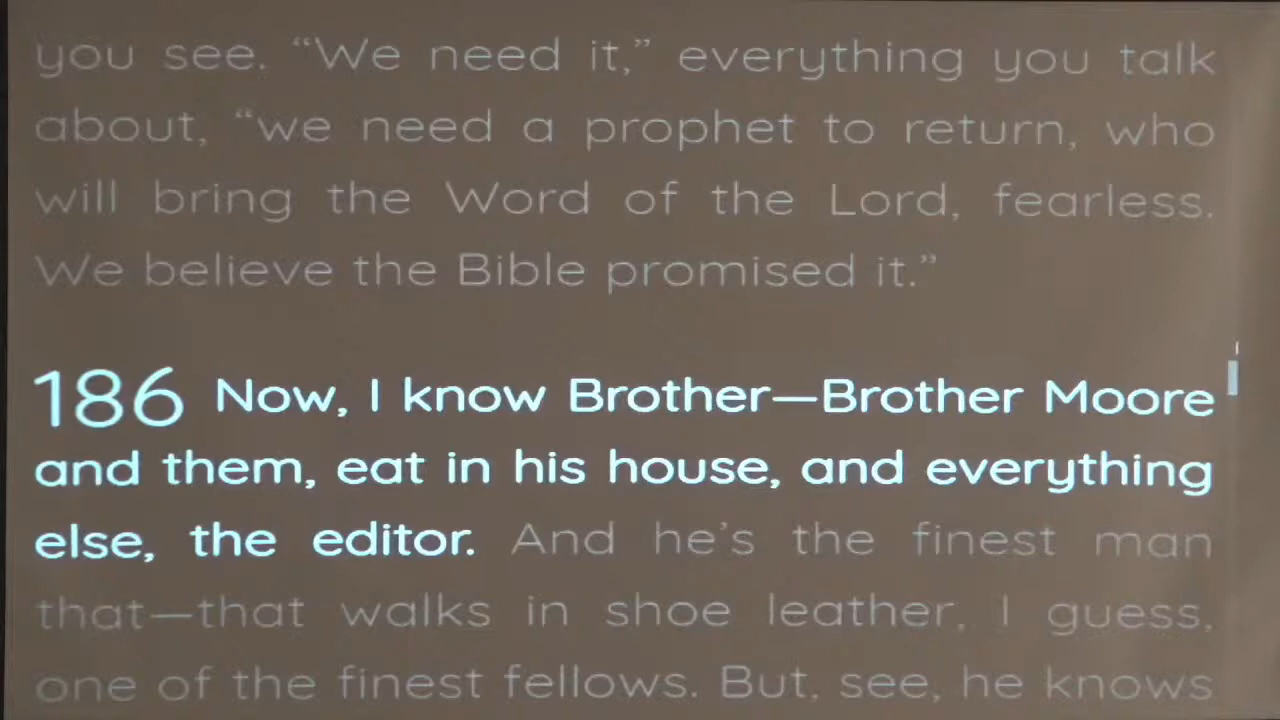 you see. “We need it,” everything you talk
about, “we need a prophet to return, who
will bring the Word of the Lord, fearless.
We believe the Bible promised it.”
186 Now, I know Brother—Brother Moore
and them, eat in his house, and everything
else, the editor. And he’s the finest man
that—that walks in shoe leather, I guess,
one of the finest fellows. But, see, he knows